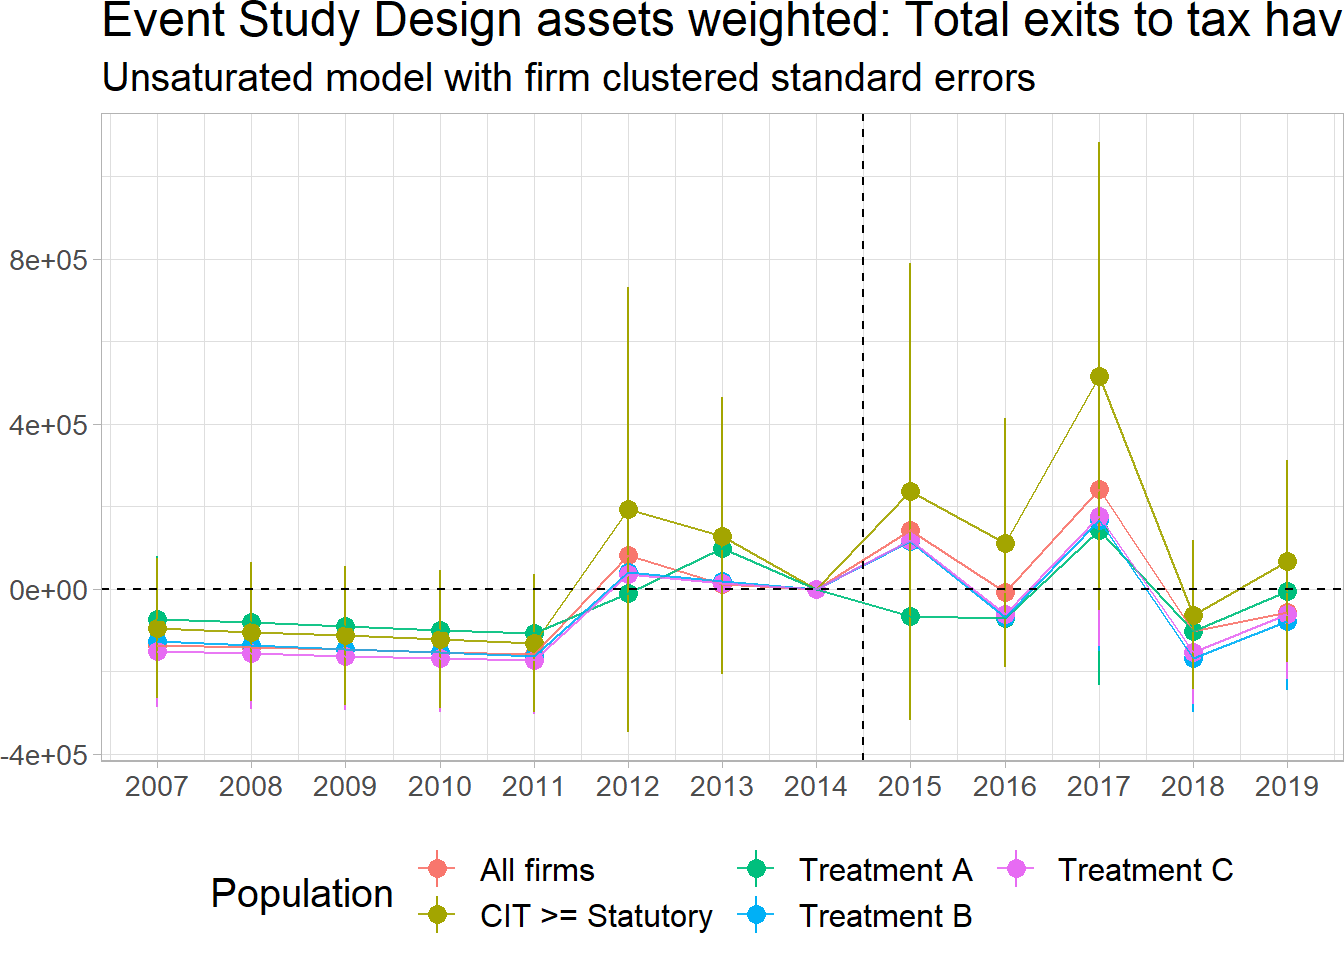 Event Study Design assets weighted: Total exits to tax hav
Unsaturated model with firm clustered standard errors
8e+05
4e+05
0e+00
-4e+05
2007 2008 2009 2010 2011 2012 2013 2014 2015 2016 2017 2018 2019
Population
All firms Treatment A Treatment C
CIT >= Statutory Treatment B